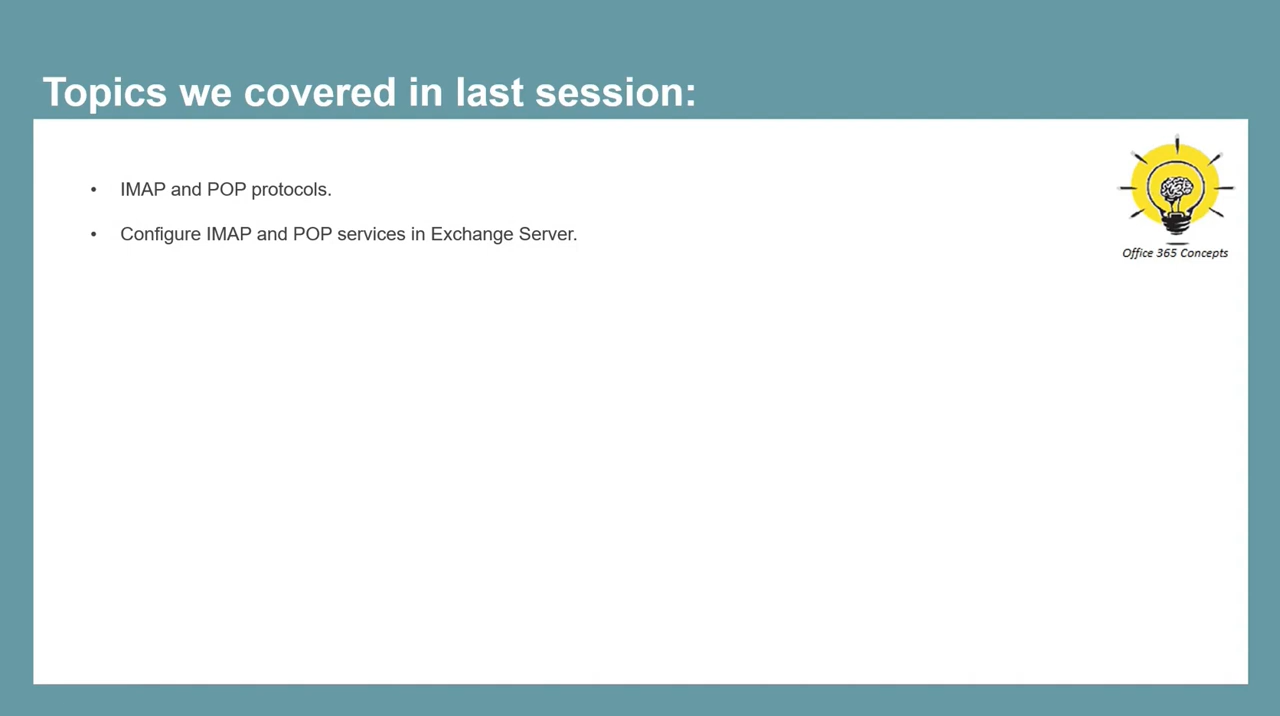 Topics we covered in last session:
• IMAP and POP protocols.
• Configure IMAP and POP services in Exchange Server.
Office 365 Concepts